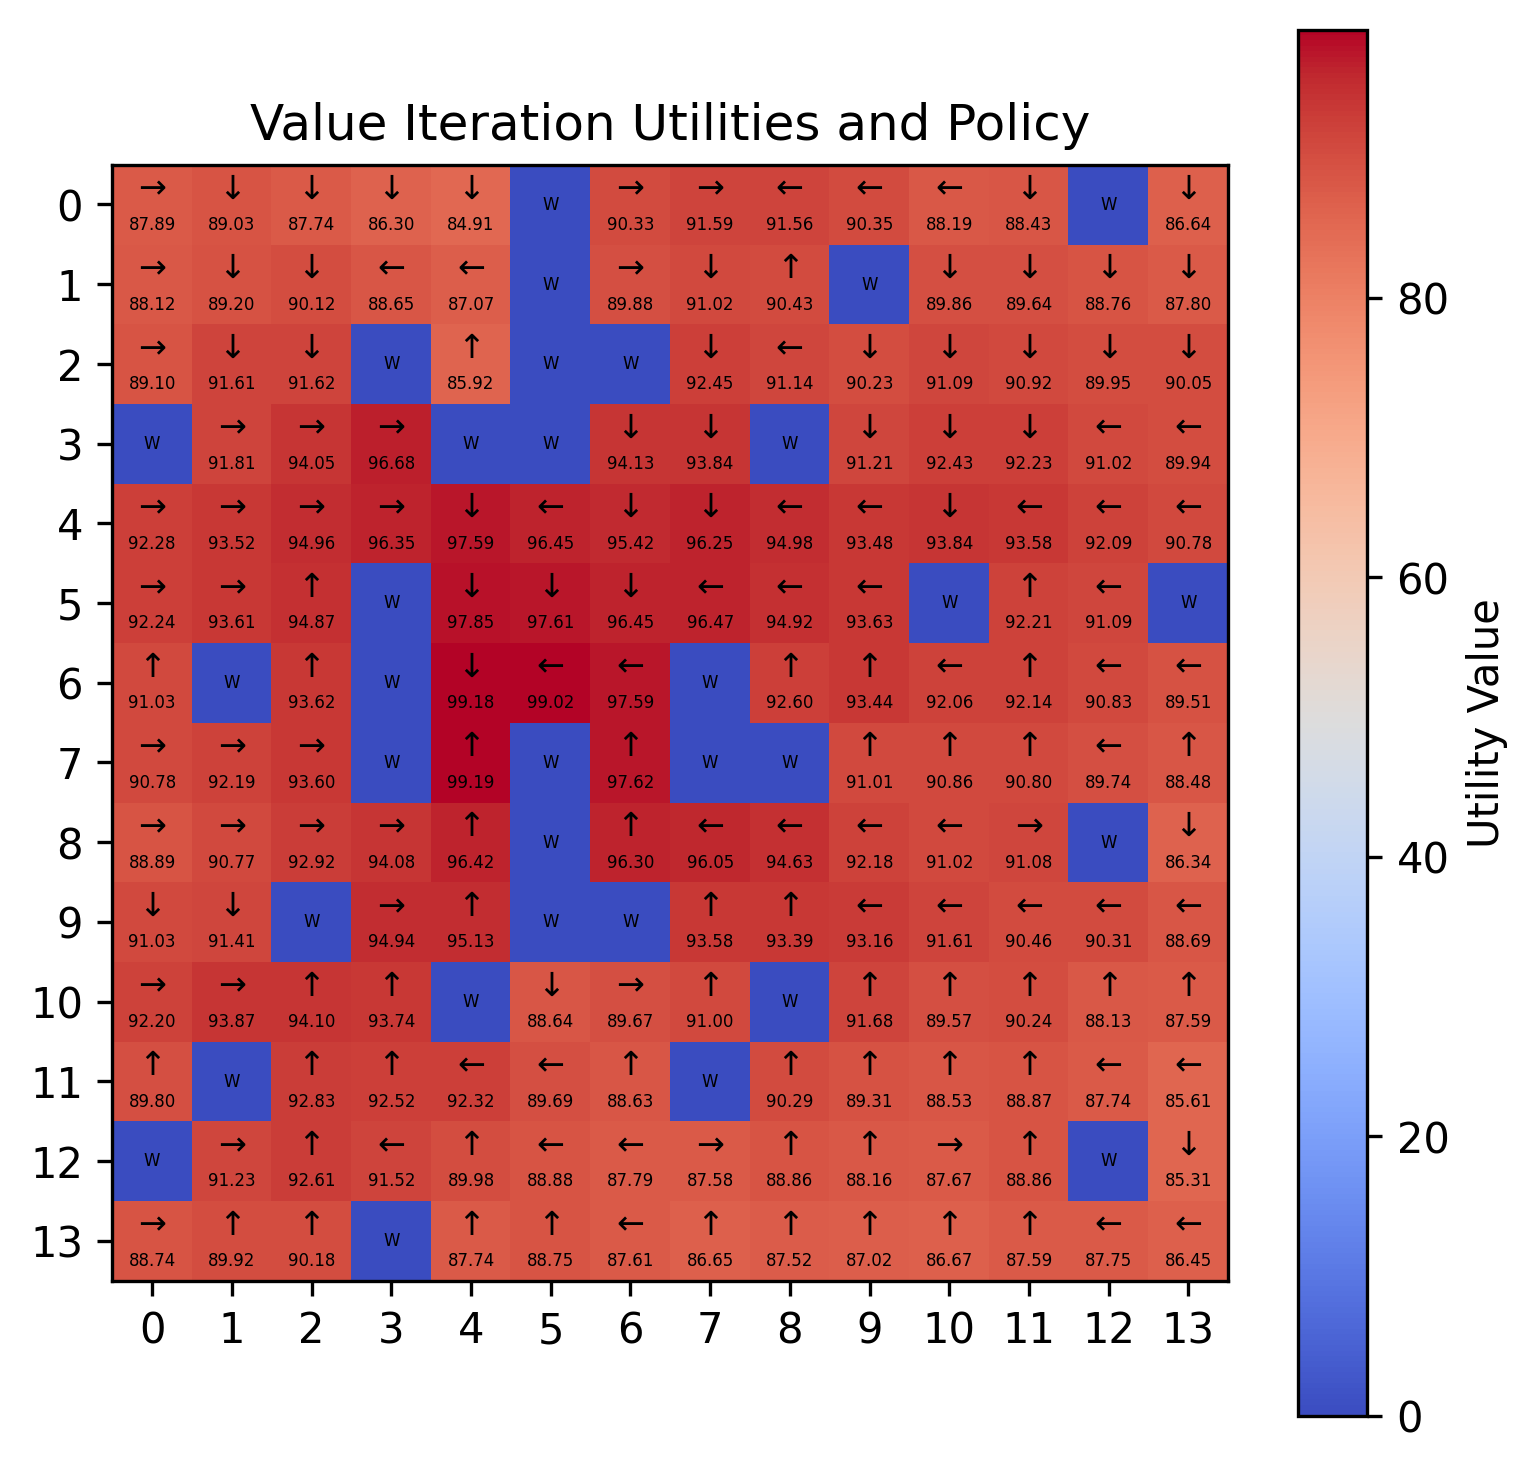 Value Iteration Utilities and Policy
0 → ↓ ↓ ↓ ↓ W → → ← ← ← ↓ W ↓
87.89 89.03 87.74 86.30 84.91 90.33 91.59 91.56 90.35 88.19 88.43 86.64
1 → ↓ ↓ ← ← W → ↓ ↑ W ↓ ↓ ↓ ↓
88.12 89.20 90.12 88.65 87.07 89.88 91.02 90.43 89.86 89.64 88.76 87.80
2 → ↓ ↓ W ↑ W W ↓ ← ↓ ↓ ↓ ↓ ↓
89.10 91.61 91.62 85.92 92.45 91.14 90.23 91.09 90.92 89.95 90.05
3 W → → → W W ↓ ↓ W ↓ ↓ ↓ ← ←
91.81 94.05 96.68 94.13 93.84 91.21 92.43 92.23 91.02 89.94
4 → → → → ↓ ← ↓ ↓ ← ← ↓ ← ← ←
92.28 93.52 94.96 96.35 97.59 96.45 95.42 96.25 94.98 93.48 93.84 93.58 92.09 90.78
5 → → ↑ W ↓ ↓ ↓ ← ← ← W ↑ ← W
92.24 93.61 94.87 97.85 97.61 96.45 96.47 94.92 93.63 92.21 91.09
6 ↑ W ↑ W ↓ ← ← W ↑ ↑ ← ↑ ← ←
91.03 93.62 99.18 99.02 97.59 92.60 93.44 92.06 92.14 90.83 89.51
7 → → → W ↑ W ↑ W W ↑ ↑ ↑ ← ↑
90.78 92.19 93.60 99.19 97.62 91.01 90.86 90.80 89.74 88.48
8 → → → → ↑ W ↑ ← ← ← ← → W ↓
88.89 90.77 92.92 94.08 96.42 96.30 96.05 94.63 92.18 91.02 91.08 86.34
9 ↓ ↓ W → ↑ W W ↑ ↑ ← ← ← ← ←
91.03 91.41 94.94 95.13 93.58 93.39 93.16 91.61 90.46 90.31 88.69
10 → → ↑ ↑ W ↓ → ↑ W ↑ ↑ ↑ ↑ ↑
92.20 93.87 94.10 93.74 88.64 89.67 91.00 91.68 89.57 90.24 88.13 87.59
11 ↑ W ↑ ↑ ← ← ↑ W ↑ ↑ ↑ ↑ ← ←
89.80 92.83 92.52 92.32 89.69 88.63 90.29 89.31 88.53 88.87 87.74 85.61
12 W → ↑ ← ↑ ← ← → ↑ ↑ → ↑ W ↓
91.23 92.61 91.52 89.98 88.88 87.79 87.58 88.86 88.16 87.67 88.86 85.31
13 → ↑ ↑ W ↑ ↑ ← ↑ ↑ ↑ ↑ ↑ ← ←
88.74 89.92 90.18 87.74 88.75 87.61 86.65 87.52 87.02 86.67 87.59 87.75 86.45
0 1 2 3 4 5 6 7 8 9 10 11 12 13
80
60
40
20
0
Utility Value